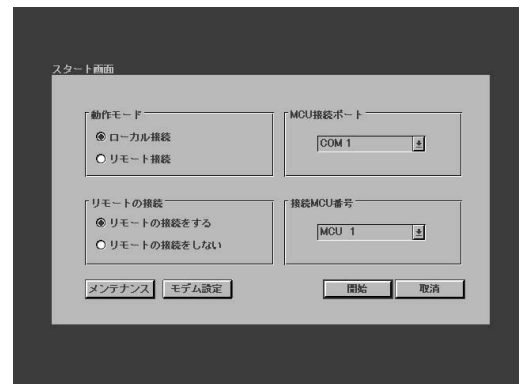 スタート画面
動作モード
ローカル接続
リモート接続
MCU接続ポート
COM 1
リモートの接続
リモートの接続をする
リモートの接続をしない
接続MCU番号
MCU 1
メンテナンス
モデム設定
開始
取消